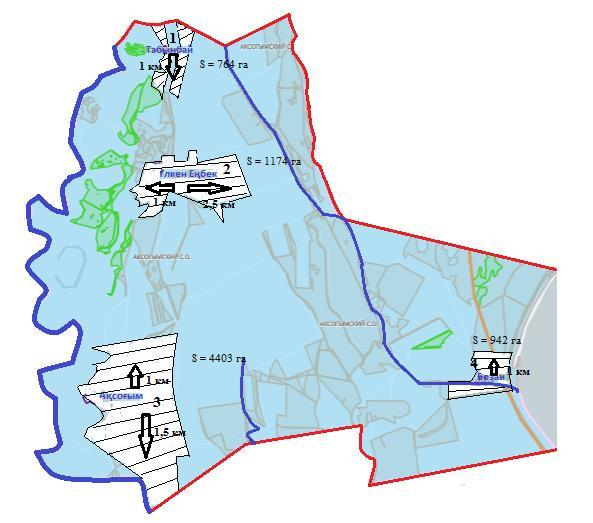 1
АКСОГЫМСКИЙ С.О.
Табынбай
1 км
S = 764 га
S = 1174 га
2
Үлкен Еңбек
1 км
2,5 км
АКСОГЫМСКИЙ С.О.
АКСОГЫМСКИЙ С.О.
S = 942 га
S = 4403 га
4
1 км
Бозай
1 км
Ақсоғым
3
1,5 км